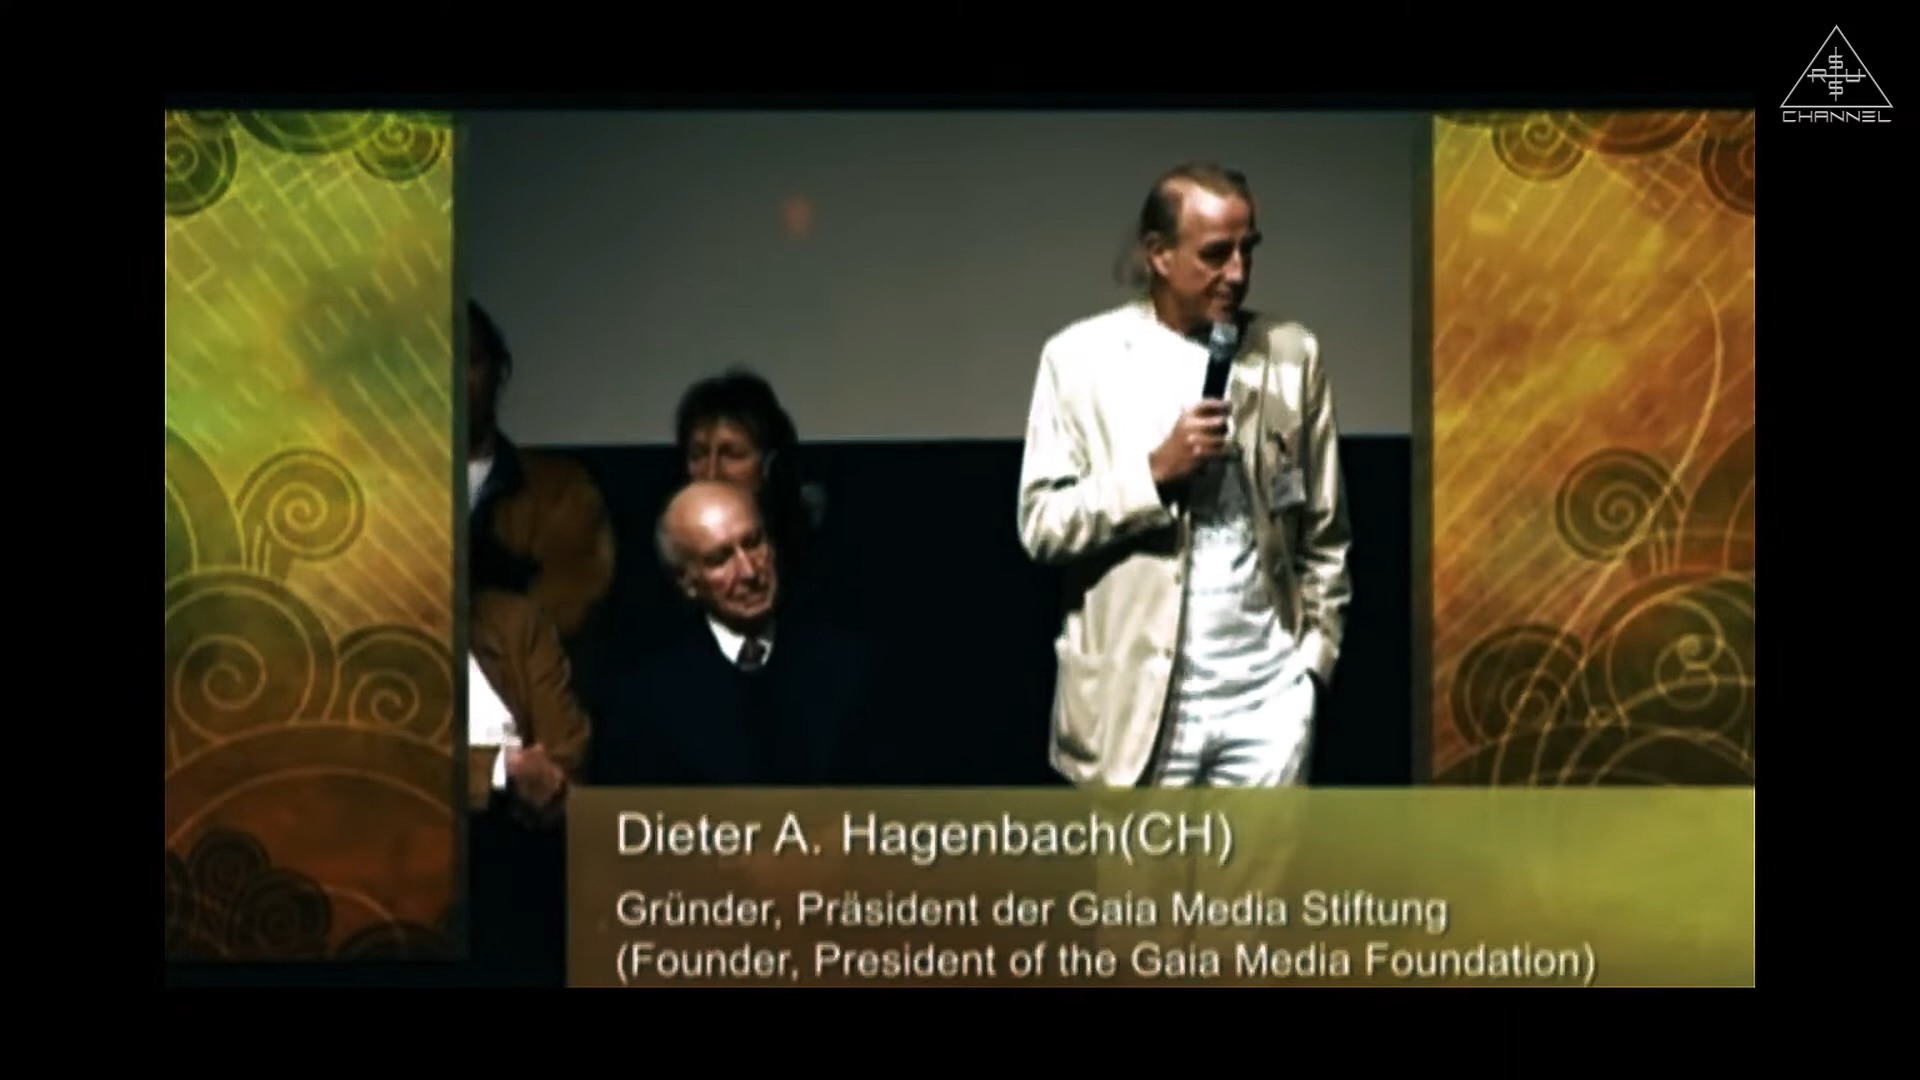 R$U
$
CHANNEL
Dieter A. Hagenbach(CH)
Gründer, Präsident der Gaia Media Stiftung
(Founder, President of the Gaia Media Foundation)